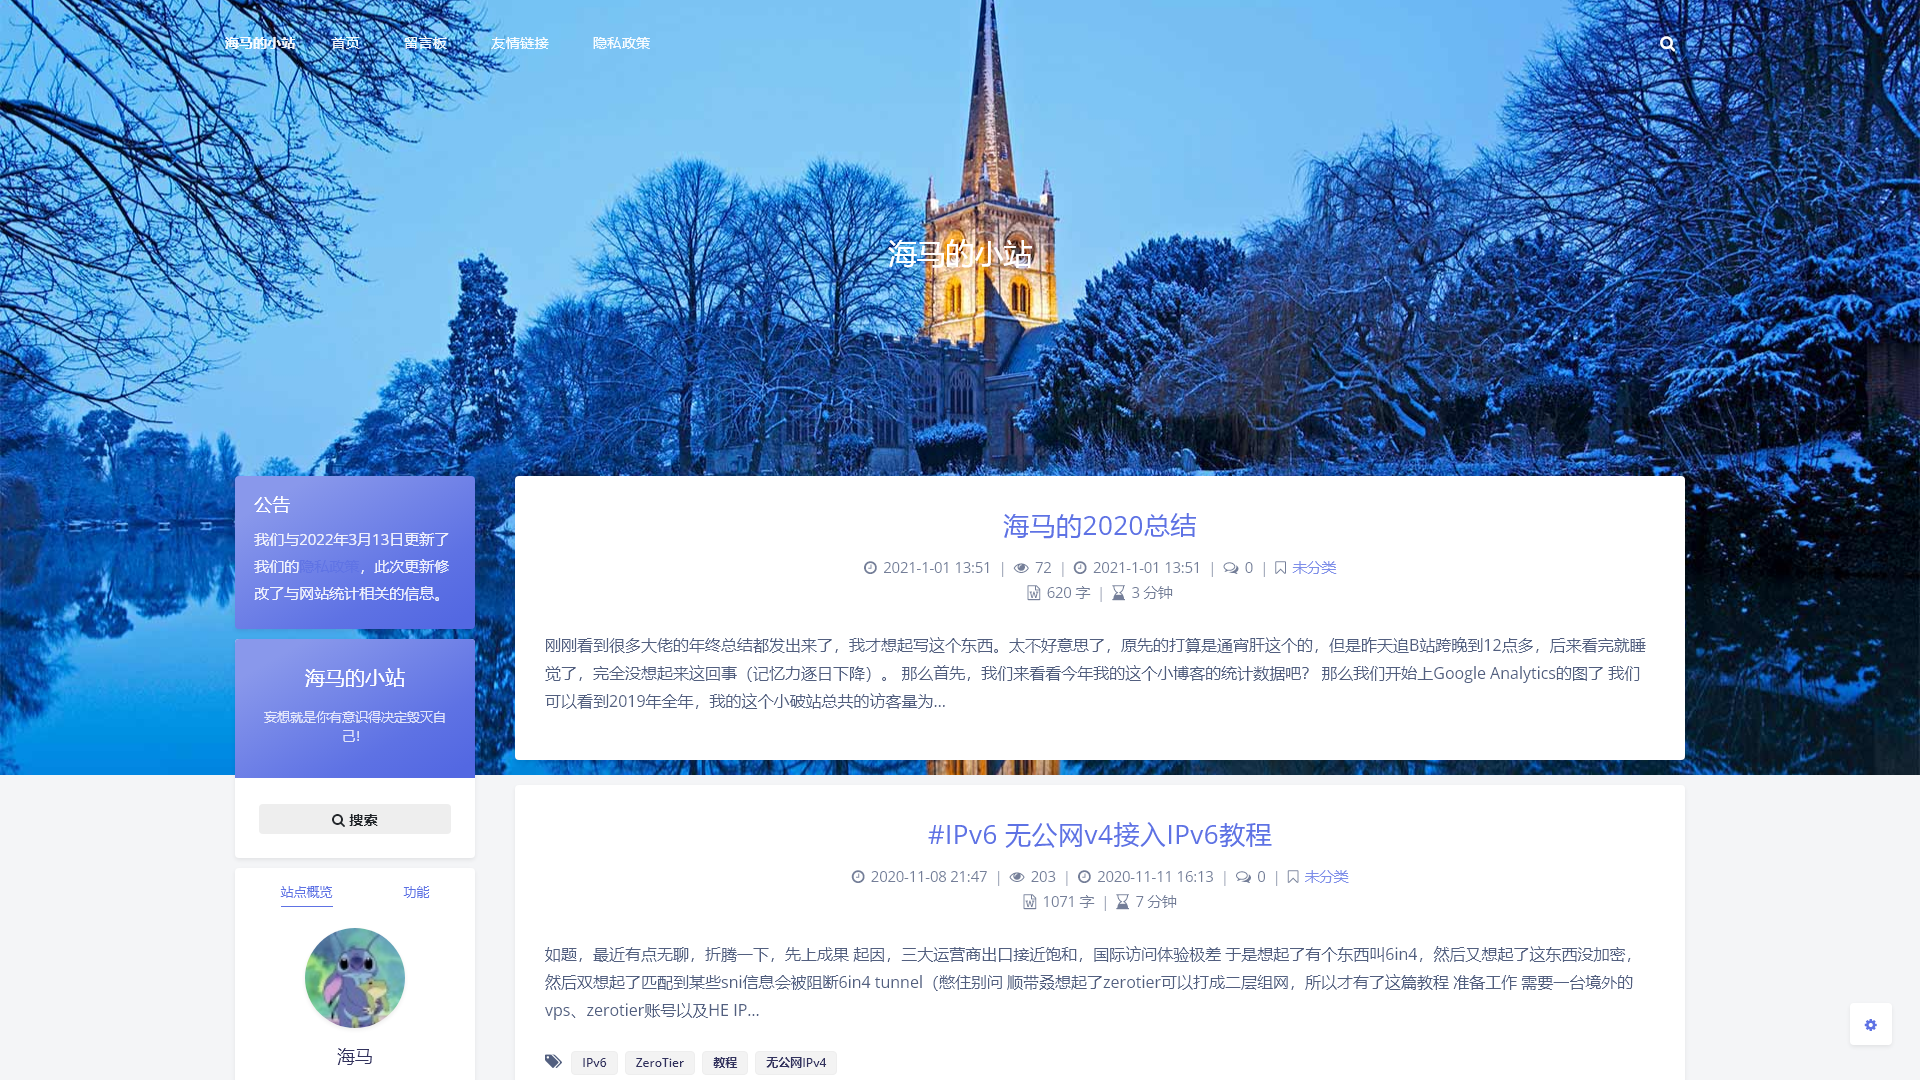 海马的小站 首页 留言板 友情链接 隐私政策
海马的小站
公告
我们与2022年3月13日更新了
我们的隐私政策，此次更新修
改了与网站统计相关的信息。
海马的小站
妄想就是你有意识得决定毁灭自
己!
搜索
站点概览 功能
海马
海马的2020总结
2021-1-01 13:51 | 72 | 2021-1-01 13:51 | 0 | 未分类
620 字 | 3 分钟
刚刚看到很多大佬的年终总结都发出来了，我才想起写这个东西。太不好意思了，原先的打算是通宵肝这个的，但是昨天追B站跨晚到12点多，后来看完就睡
觉了，完全没想起来这回事（记忆力逐日下降）。 那么首先，我们来看看今年我的这个小博客的统计数据吧？ 那么我们开始上Google Analytics的图了 我们
可以看到2019年全年，我的这个小破站总共的访客量为...
#IPv6 无公网v4接入IPv6教程
2020-11-08 21:47 | 203 | 2020-11-11 16:13 | 0 | 未分类
1071 字 | 7 分钟
如题，最近有点无聊，折腾一下，先上成果 起因，三大运营商出口接近饱和，国际访问体验极差 于是想起了有个东西叫6in4，然后又想起了这东西没加密，
然后双想起了匹配到某些sni信息会被阻断6in4 tunnel（憋住别问 顺带叒想起了zerotier可以打成二层组网，所以才有了这篇教程 准备工作 需要一台境外的
vps、zerotier账号以及HE IP...
IPv6 ZeroTier 教程 无公网IPv4